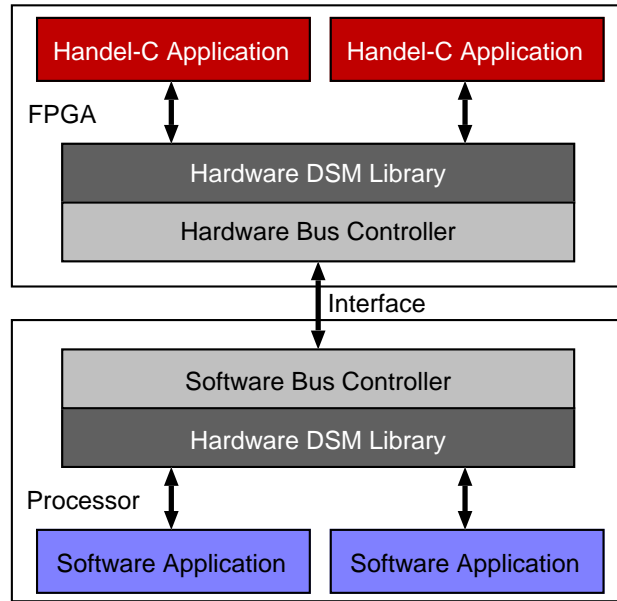 Handel-C Application
Handel-C Application
FPGA
Hardware DSM Library
Hardware Bus Controller
Interface
Software Bus Controller
Hardware DSM Library
Processor
Software Application
Software Application